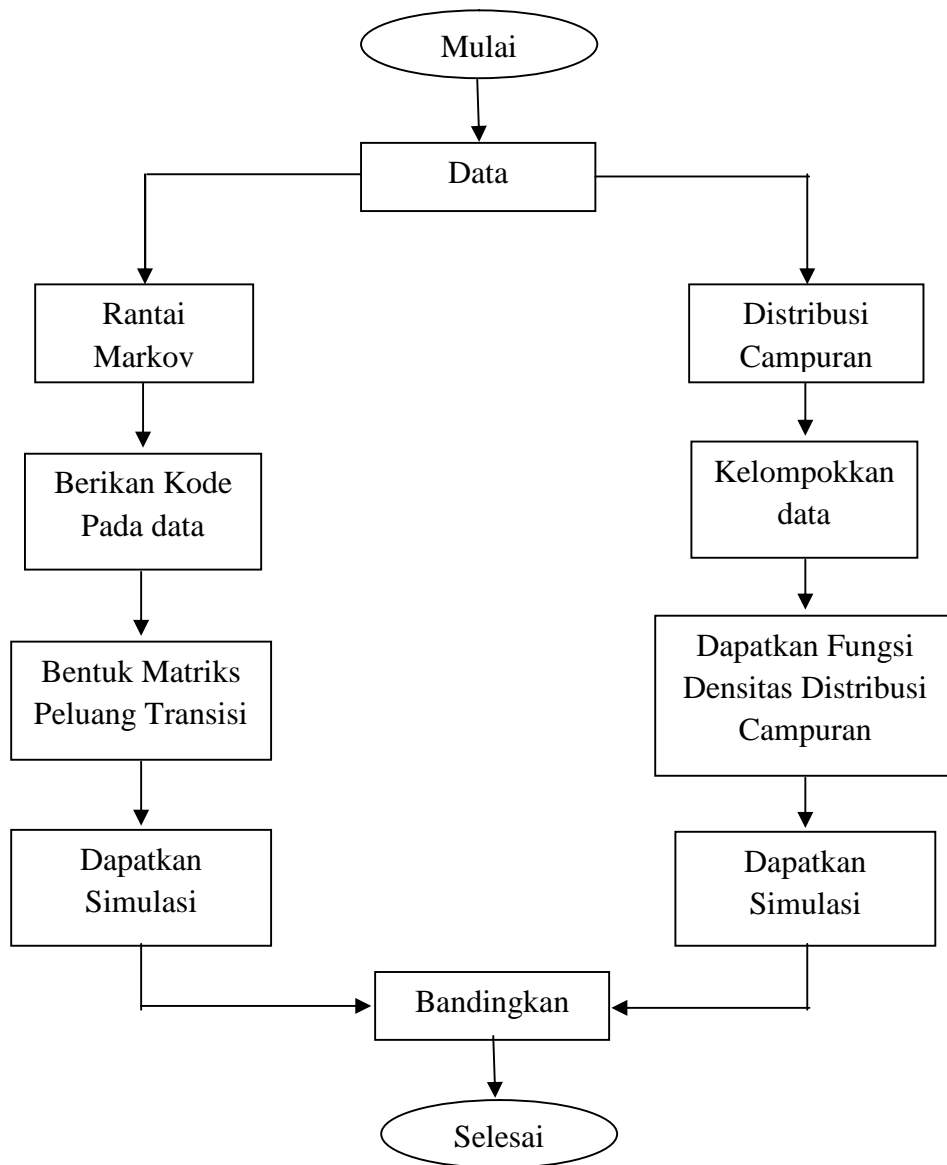 Mulai
Data
Rantai
Markov
Distribusi
Campuran
Berikan Kode
Pada data
Kelompokkan
data
Bentuk Matriks
Peluang Transisi
Dapatkan Fungsi
Densitas Distribusi
Campuran
Dapatkan
Simulasi
Dapatkan
Simulasi
Bandingkan
Selesai